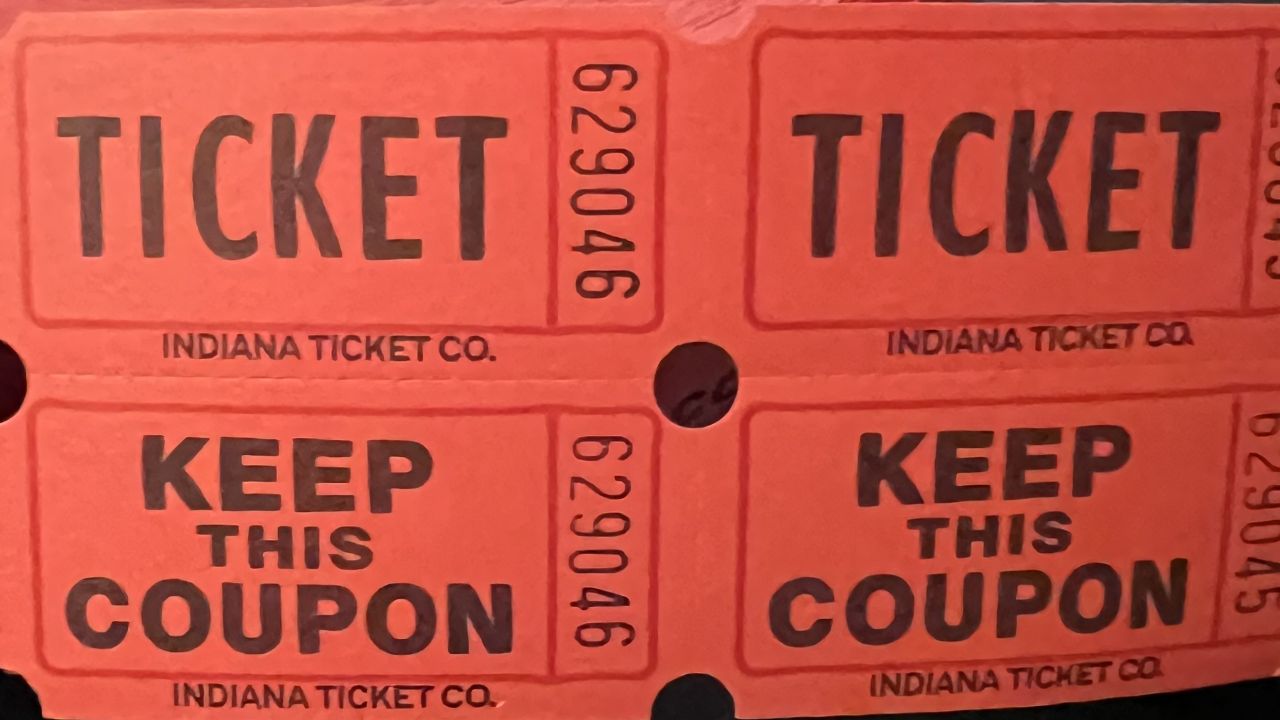 TICKET
629046
INDIANA TICKET CO.
TICKET
INDIANA TICKET CO.
KEEP
THIS
COUPON
629046
INDIANA TICKET CO.
KEEP
THIS
COUPON
629045
INDIANA TICKET CO.